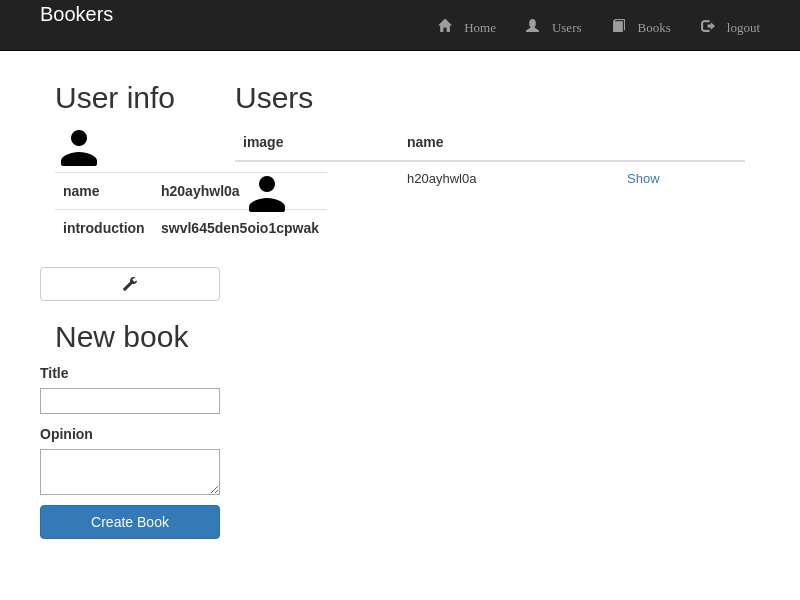 Bookers
Home Users Books logout
User info
name h20ayhwl0a
introduction swvl645den5oio1cpwak
New book
Title
Opinion
Create Book
Users
image name
h20ayhwl0a Show